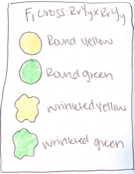 F₁ cross: RrYy x RrYy
Round yellow
Round green
wrinkled yellow
wrinkled green